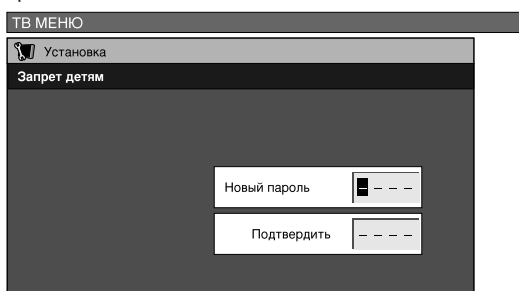 ТВ МЕНЮ
Установка
Запрет детям
Новый пароль – – – –
Подтвердить – – – –